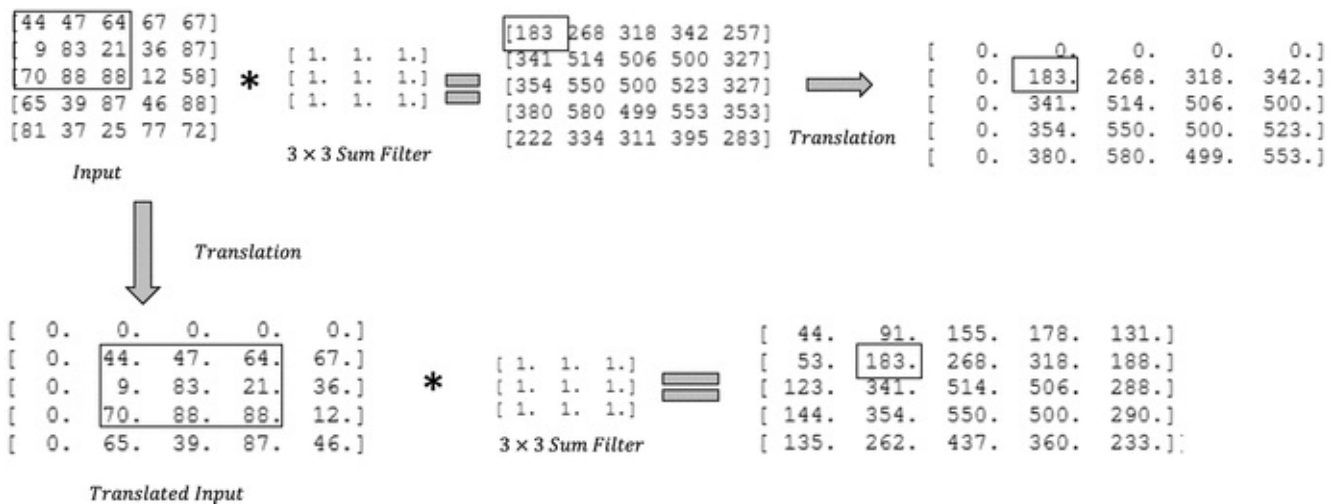 [44 47 64 67 67]
[ 9 83 21 36 87]
[70 88 88 12 58]
[65 39 87 46 88]
[81 37 25 77 72]
Input
*
[ 1. 1. 1.]
[ 1. 1. 1.]
[ 1. 1. 1.]
3 × 3 Sum Filter
=
[183 268 318 342 257]
[341 514 506 500 327]
[354 550 500 523 327]
[380 580 499 553 353]
[222 334 311 395 283]
Translation
[ 0. 0. 0. 0. 0.]
[ 0. 183. 268. 318. 342.]
[ 0. 341. 514. 506. 500.]
[ 0. 354. 550. 500. 523.]
[ 0. 380. 580. 499. 553.]
Translation
[ 0. 0. 0. 0. 0.]
[ 0. 44. 47. 64. 67.]
[ 0. 9. 83. 21. 36.]
[ 0. 70. 88. 88. 12.]
[ 0. 65. 39. 87. 46.]
Translated Input
*
[ 1. 1. 1.]
[ 1. 1. 1.]
[ 1. 1. 1.]
3 × 3 Sum Filter
=
[ 44. 91. 155. 178. 131.]
[ 53. 183. 268. 318. 188.]
[ 123. 341. 514. 506. 288.]
[ 144. 354. 550. 500. 290.]
[ 135. 262. 437. 360. 233.]